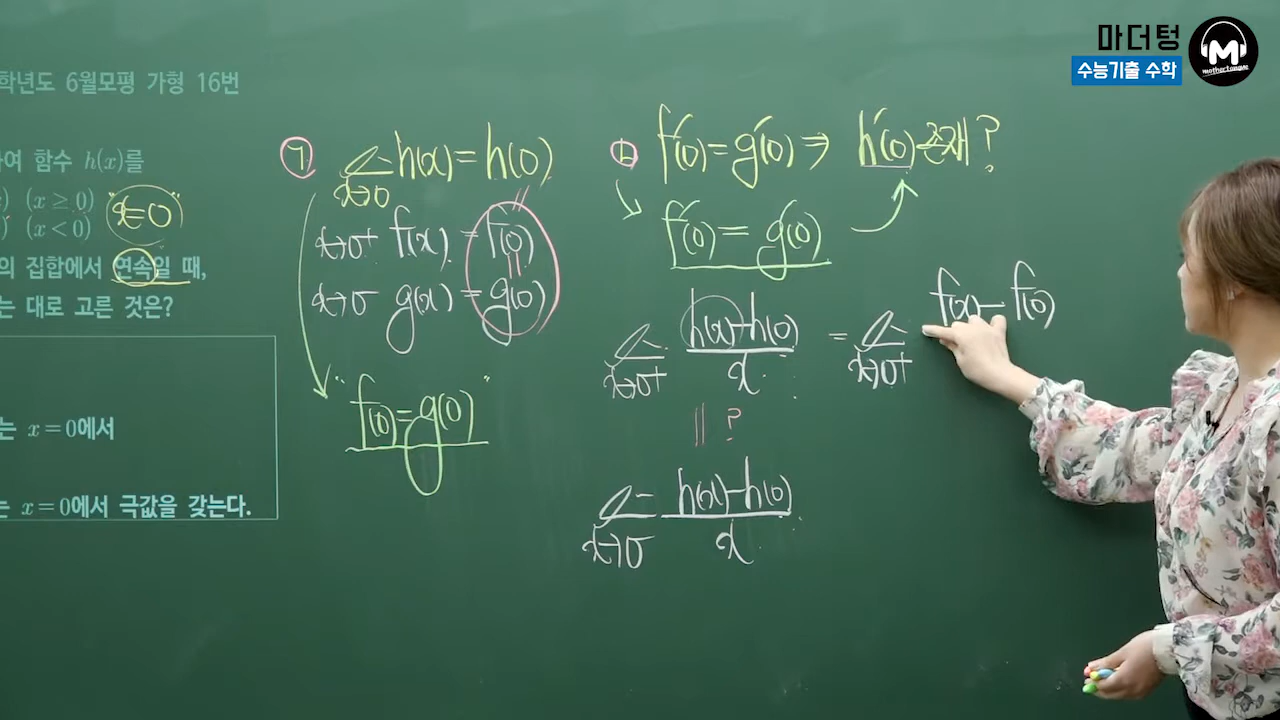 마더텅
수능기출 수학
M
mothertongue
학년도 6월모평 가형 16번
하여 함수 h(x)를
) (x ≥ 0)
) (x < 0)
"x=0"
의 집합에서 연속일 때,
는 대로 고른 것은?
는 x=0에서
는 x=0에서 극값을 갖는다.
㉠ lim x→0 h(x) = h(0)
x→0+ f(x) = f(0)
x→0- g(x) = g(0)
"f(0)=g(0)"
㉡ f'(0)=g'(0) ⇒ h'(0) 존재?
f'(0) = g'(0)
lim x→0+ h(x)-h(0) / x = lim x→0+ f(x)-f(0)
|| ?
lim x→0- h(x)-h(0) / x